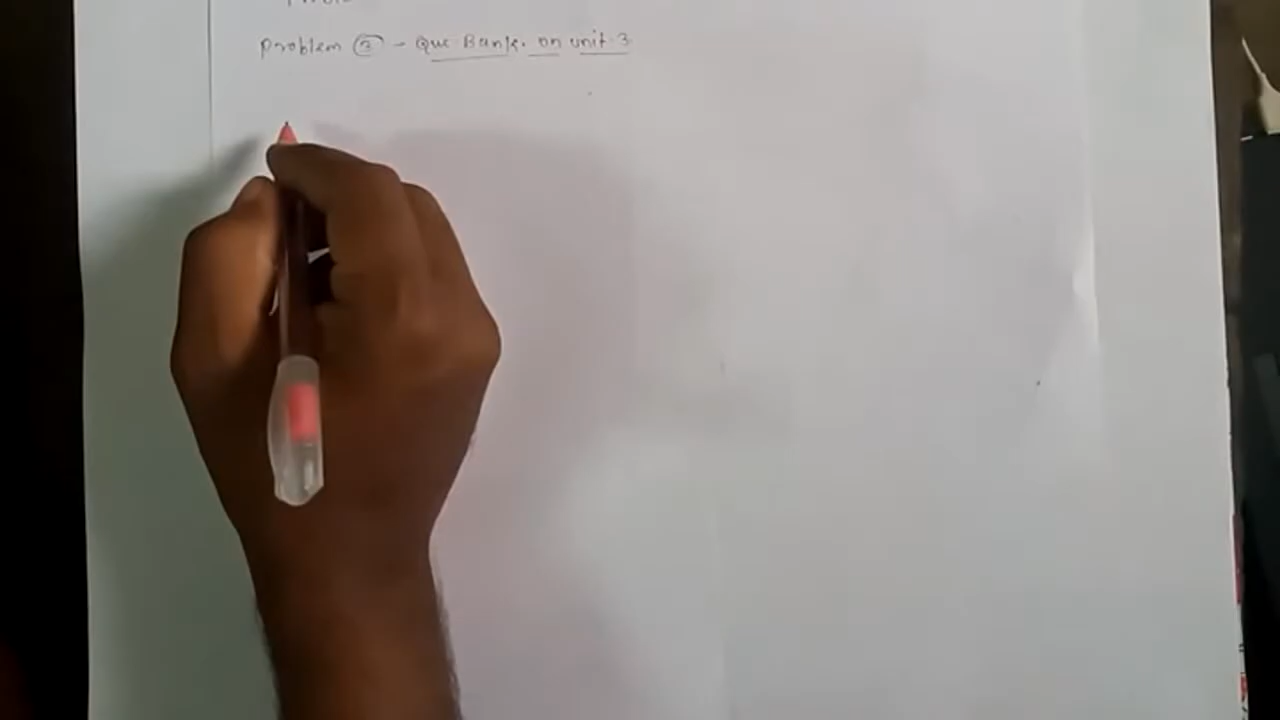 Problem ③ - Que Bank. on unit-3